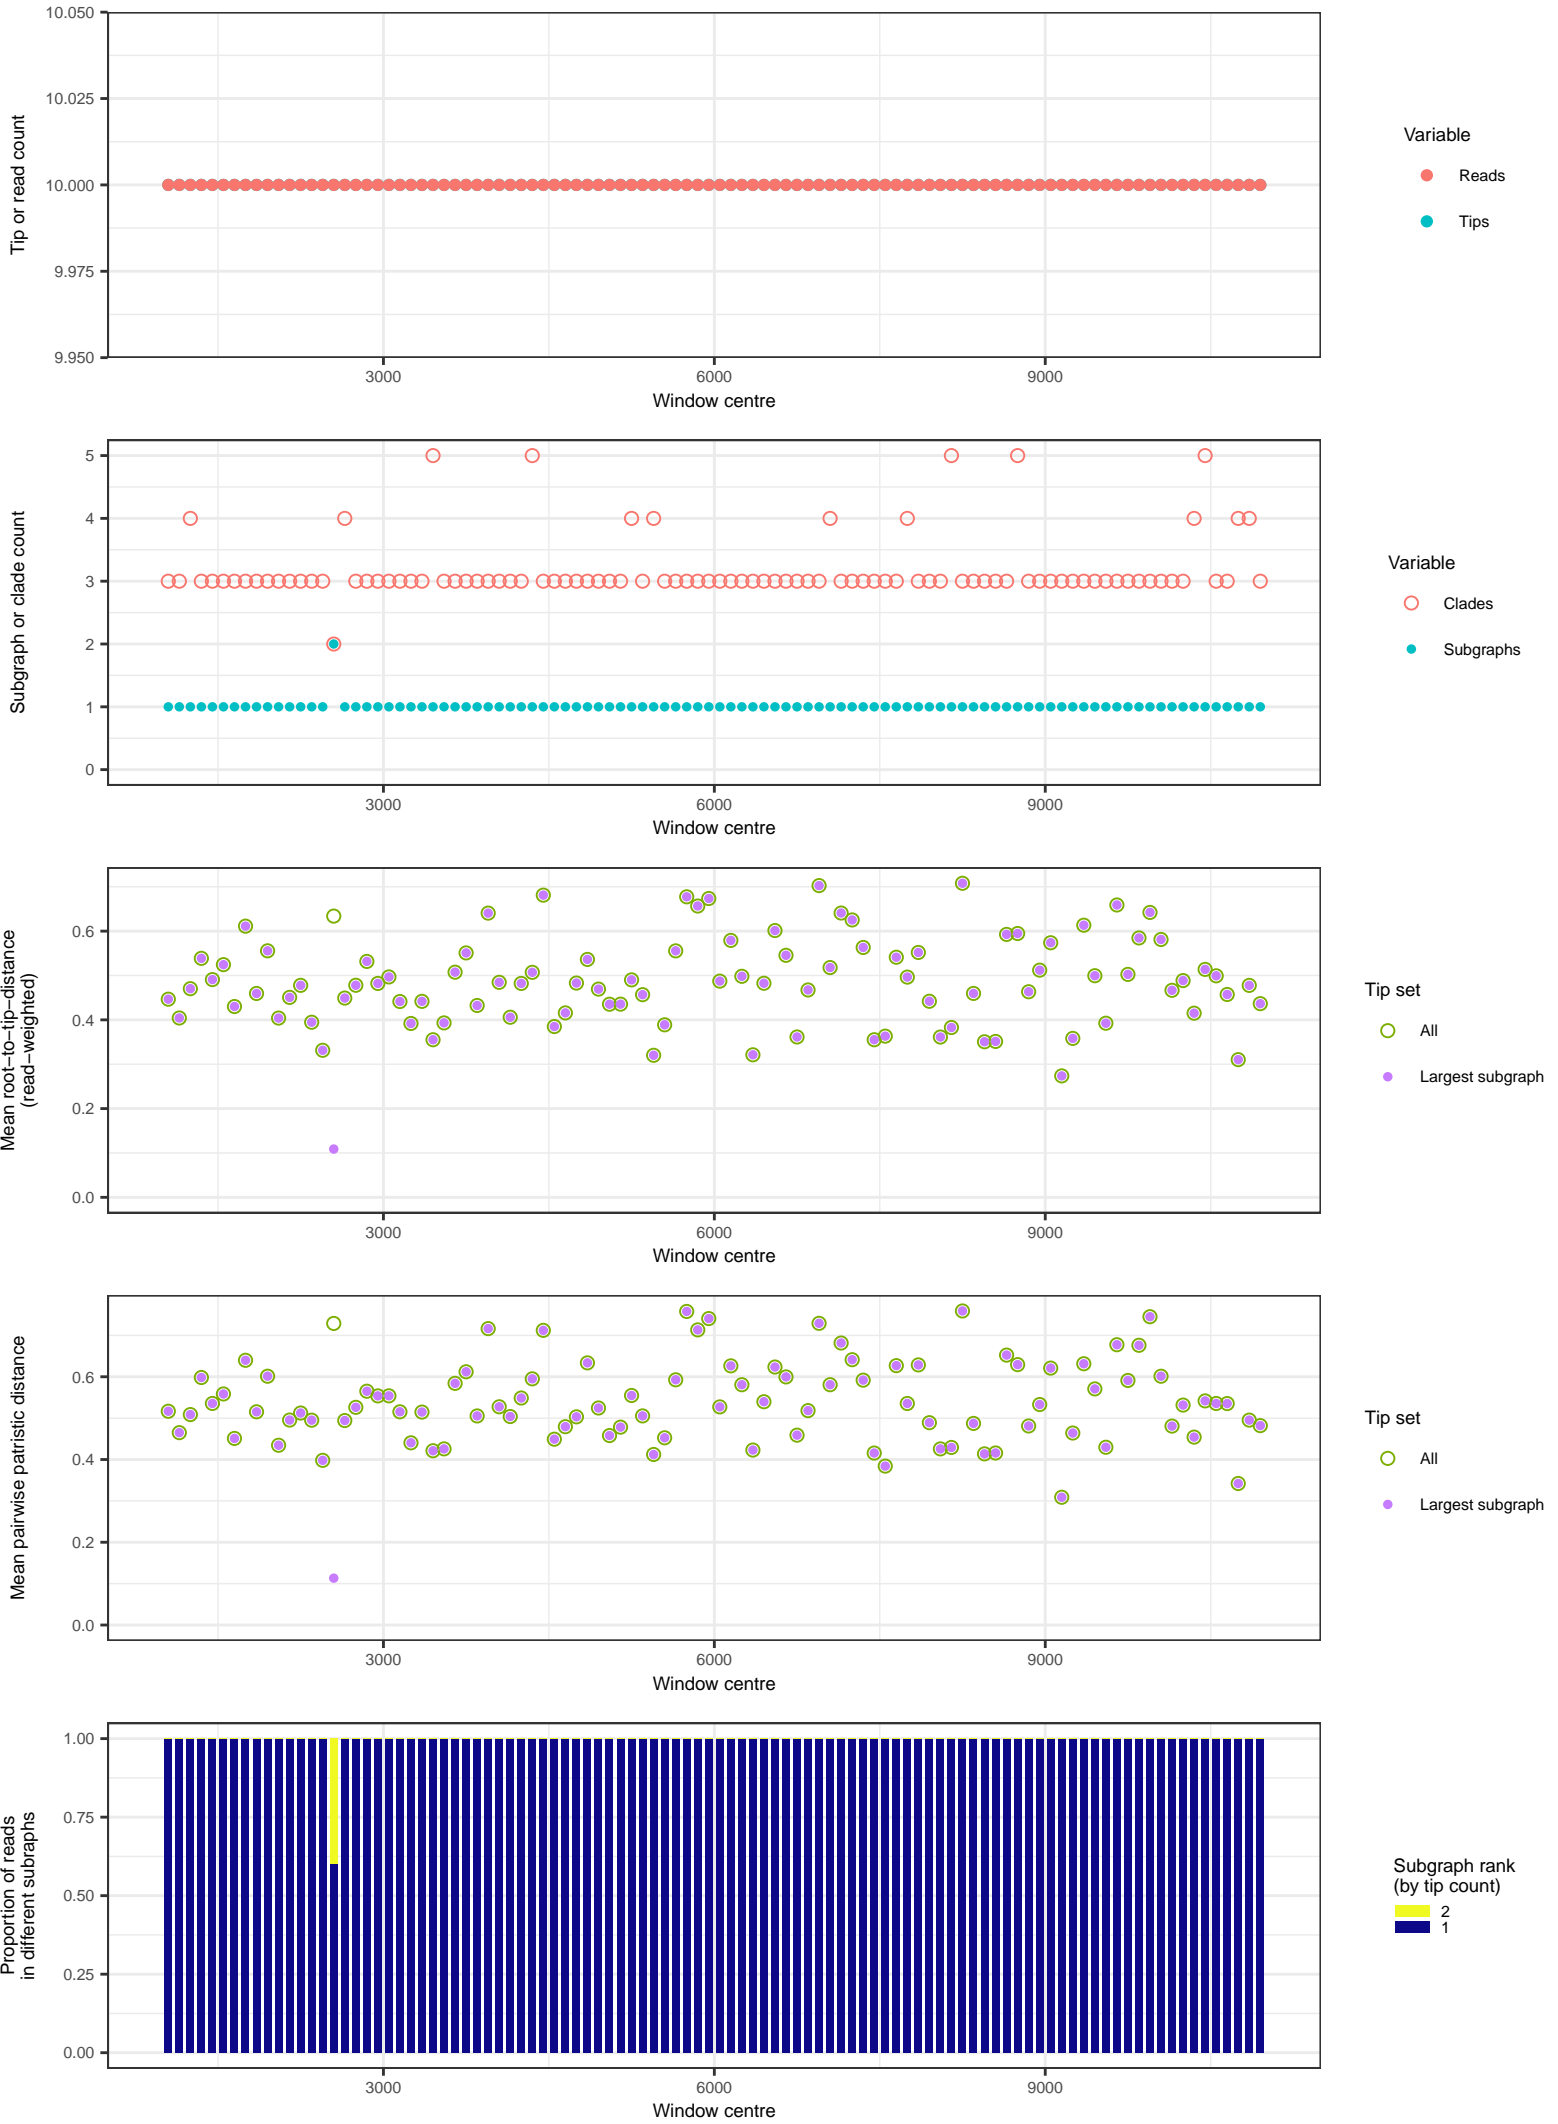 10.050
10.025
10.000
9.975
9.950
Tip or read count
3000 6000 9000
Window centre
Variable
Reads
Tips
5
4
3
2
1
0
Subgraph or clade count
3000 6000 9000
Window centre
Variable
Clades
Subgraphs
0.6
0.4
0.2
0.0
Mean root−to−tip−distance
(read−weighted)
3000 6000 9000
Window centre
Tip set
All
Largest subgraph
0.6
0.4
0.2
0.0
Mean pairwise patristic distance
3000 6000 9000
Window centre
Tip set
All
Largest subgraph
1.00
0.75
0.50
0.25
0.00
Proportion of reads
in different subraphs
3000 6000 9000
Window centre
Subgraph rank
(by tip count)
2
1